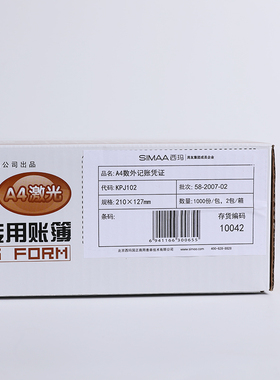 公司出品
A4激光
用账簿
FORM
SIMAA西玛
品名: A4数外记账凭证
代码: KPJ102
批次: 58-2007-02
规格: 210×127mm
数量: 1000份/包, 2包/箱
存货编码
10042
6 941166 300655